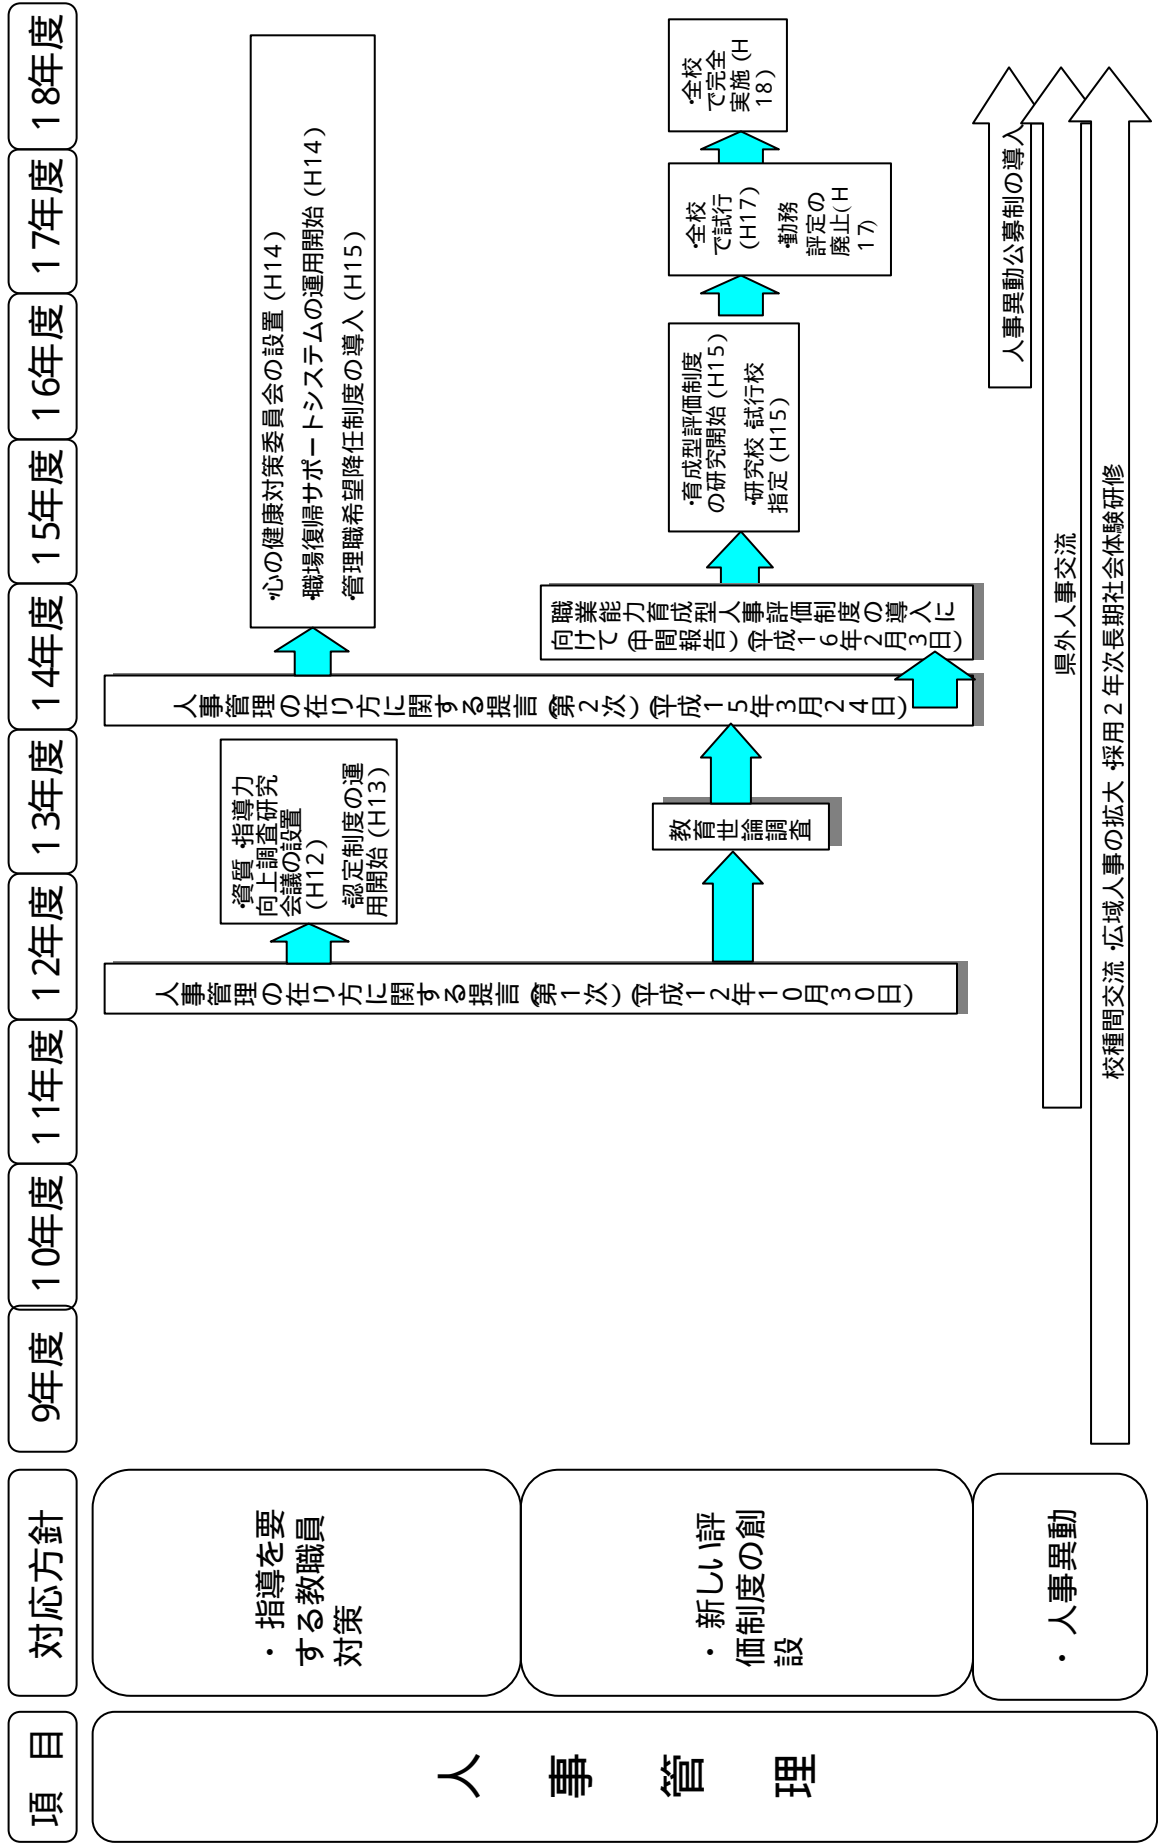 項　目
対応方針
9年度
10年度
11年度
12年度
13年度
14年度
15年度
16年度
17年度
18年度
人　事　管　理
・ 指導を要
する教職員
対策
人事管理の在り方に関する提言(第1次)(平成12年10月30日)
・資質・指導力
向上調査研究
会議の設置
(H12)
・認定制度の運
用開始(H13)
人事管理の在り方に関する提言(第2次)(平成15年3月24日)
・心の健康対策委員会の設置(H14)
・職場復帰サポートシステムの運用開始(H14)
・管理職希望降任制度の導入(H15)
・ 新しい評
価制度の創
設
教育世論調査
職業能力育成型人事評価制度の導入に
向けて(中間報告)(平成16年2月3日)
・育成型評価制度
の研究開始(H15)
・研究校・試行校
指定(H15)
・全校
で試行
(H17)
・勤務
評定の
廃止(H
17)
・全校
で完全
実施(H
18)
・ 人事異動
人事異動公募制の導入
県外人事交流
校種間交流・広域人事の拡大・採用2年次長期社会体験研修